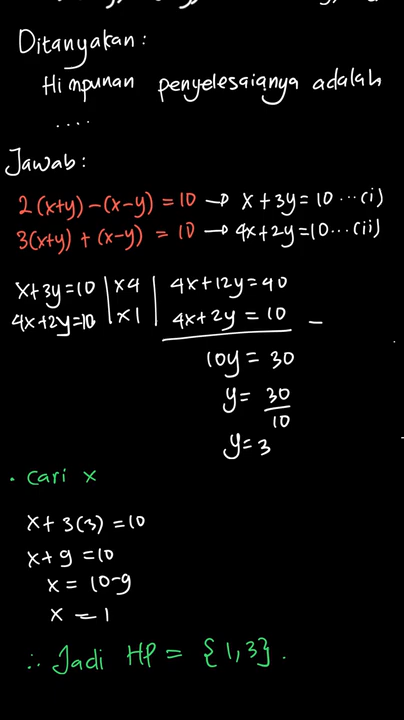 Ditanyakan:
Himpunan penyelesaianya adalah
....
Jawab:
2(x+y)-(x-y) = 10 → x+3y=10 ...(i)
3(x+y)+(x-y) = 10 → 4x+2y=10...(ii)
x+3y=10 | x4 | 4x+12y=40
4x+2y=10 | x1 | 4x+2y = 10 -
10y = 30
y = 30/10
y=3
• cari x
x+3(3)=10
x+9=10
x = 10-9
x = 1
∴ Jadi HP = {1,3}.